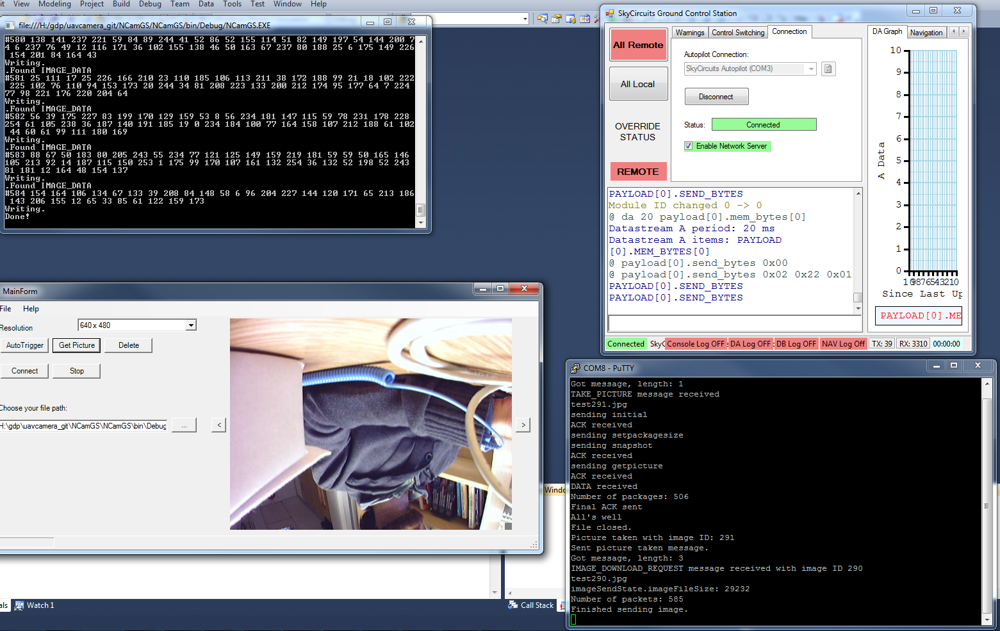 it View Modeling Project Build Debug Team Data Tools Test Window Help
file:///H:/gdp/uavcamera_git/NCamGS/NCamGS/bin/Debug/NCamGS.EXE
#580 138 141 237 221 59 84 89 244 41 52 86 52 155 114 51 82 149 197 54 144 200 7
4 6 237 76 49 12 116 171 36 102 155 138 46 50 163 67 237 80 188 25 6 175 149 226
154 201 84 164 43
Writing.
.Found IMAGE_DATA
#581 25 111 17 25 226 166 210 23 110 185 106 113 211 38 172 188 99 21 18 102 222
225 102 76 110 94 153 173 20 244 34 81 208 223 133 200 212 174 95 177 64 7 224
77 98 221 176 220 204 64
Writing.
.Found IMAGE_DATA
#582 56 39 175 227 83 199 170 129 159 53 8 56 234 181 147 115 59 78 231 178 228
254 61 105 238 36 187 140 191 185 19 0 234 184 100 77 164 158 107 212 188 61 102
44 60 61 99 111 180 169
Writing.
.Found IMAGE_DATA
#583 88 67 50 183 80 205 243 55 234 77 121 125 149 159 219 181 59 59 50 165 146
105 213 92 14 187 115 150 253 1 175 99 170 107 161 132 254 36 132 52 198 52 243
81 181 12 164 48 154 137
Writing.
.Found IMAGE_DATA
#584 154 164 106 134 67 133 39 208 84 148 58 6 96 204 227 144 120 171 65 213 186
143 206 155 12 65 33 85 61 122 159 173
Writing.
Done!
SkyCircuits Ground Control Station
All Remote
All Local
OVERRIDE
STATUS
REMOTE
Warnings Control Switching Connection
Autopilot Connection:
SkyCircuits Autopilot (COM3)
Disconnect
Status: Connected
Enable Network Server
DA Graph Navigation
10
9
8
7
6
5
4
3
2
1
0
A Data
1 0987654321 0
Since Last Up
PAYLOAD[0].ME
PAYLOAD[0].SEND_BYTES
Module ID changed 0 -> 0
@ da 20 payload[0].mem_bytes[0]
Datastream A period: 20 ms
Datastream A items: PAYLOAD
[0].MEM_BYTES[0]
@ payload[0].send_bytes 0x00
@ payload[0].send_bytes 0x02 0x22 0x01
PAYLOAD[0].SEND_BYTES
PAYLOAD[0].SEND_BYTES
Connected SkyC Console Log OFF DA Log OFF DB Log OFF NAV Log Off TX: 39 RX: 3310 00:00:00
MainForm
File Help
Resolution 640 x 480
AutoTrigger Get Picture Delete
Connect Stop
Choose your file path:
H:\gdp\uavcamera_git\NCamGS\NCamGS\bin\Debug ... < >
COM8 - PuTTY
Got message, length: 1
TAKE_PICTURE message received
test291.jpg
sending initial
ACK received
sending setpackagesize
sending snapshot
ACK received
sending getpicture
ACK received
DATA received
Number of packages: 506
Final ACK sent
All's well
File closed.
Picture taken with image ID: 291
Sent picture taken message.
Got message, length: 3
IMAGE_DOWNLOAD_REQUEST message received with image ID 290
test290.jpg
imageSendState.imageFileSize: 29232
Number of packets: 585
Finished sending image.
Windo
als Watch 1
Call Stack